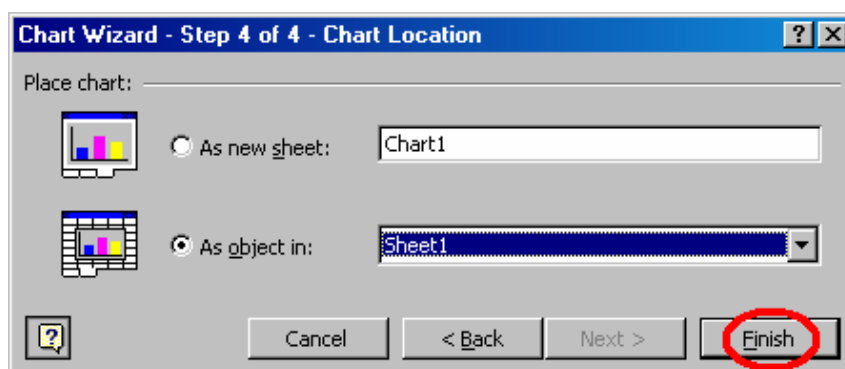 Chart Wizard - Step 4 of 4 - Chart Location
Place chart:
As new sheet: Chart1
As object in: Sheet1
Cancel < Back Next > Finish